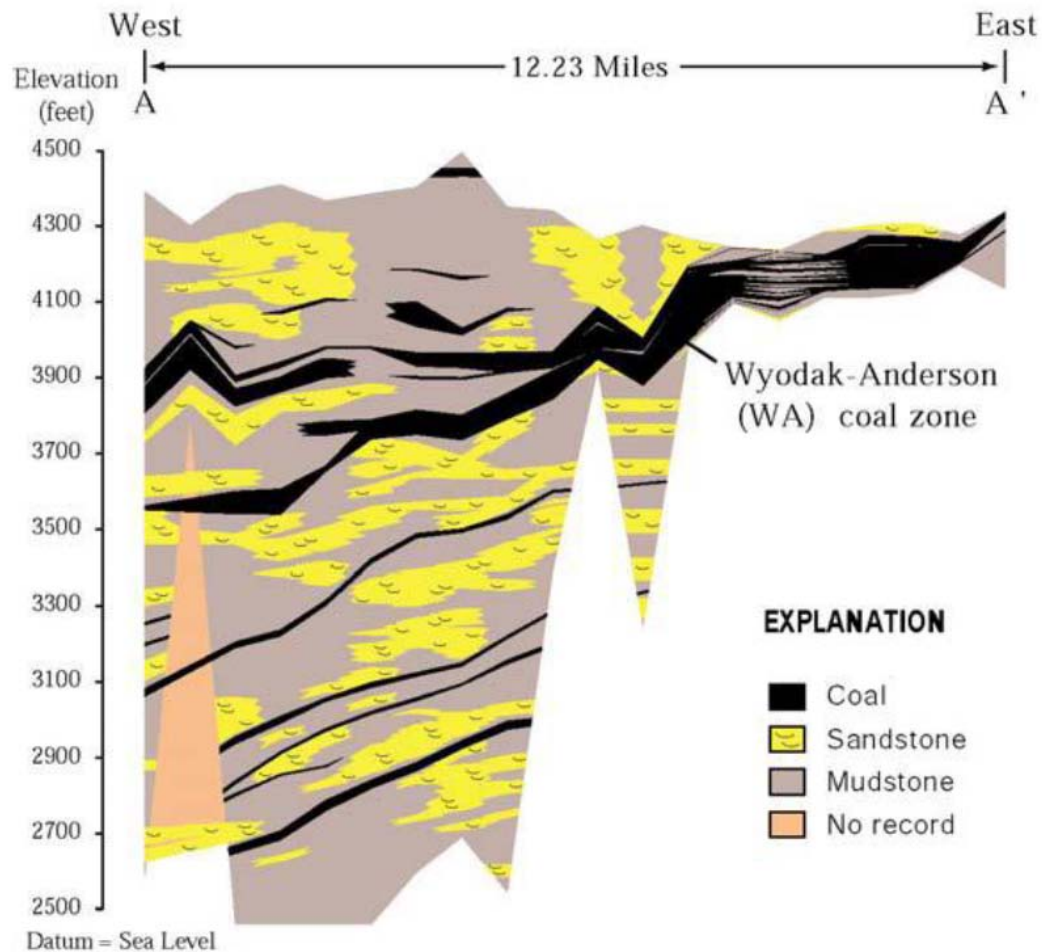 West
East
12.23 Miles
Elevation
(feet)
A
A '
4500
4300
4100
3900
3700
3500
3300
3100
2900
2700
2500
Wyodak-Anderson
(WA) coal zone
EXPLANATION
Coal
Sandstone
Mudstone
No record
Datum = Sea Level